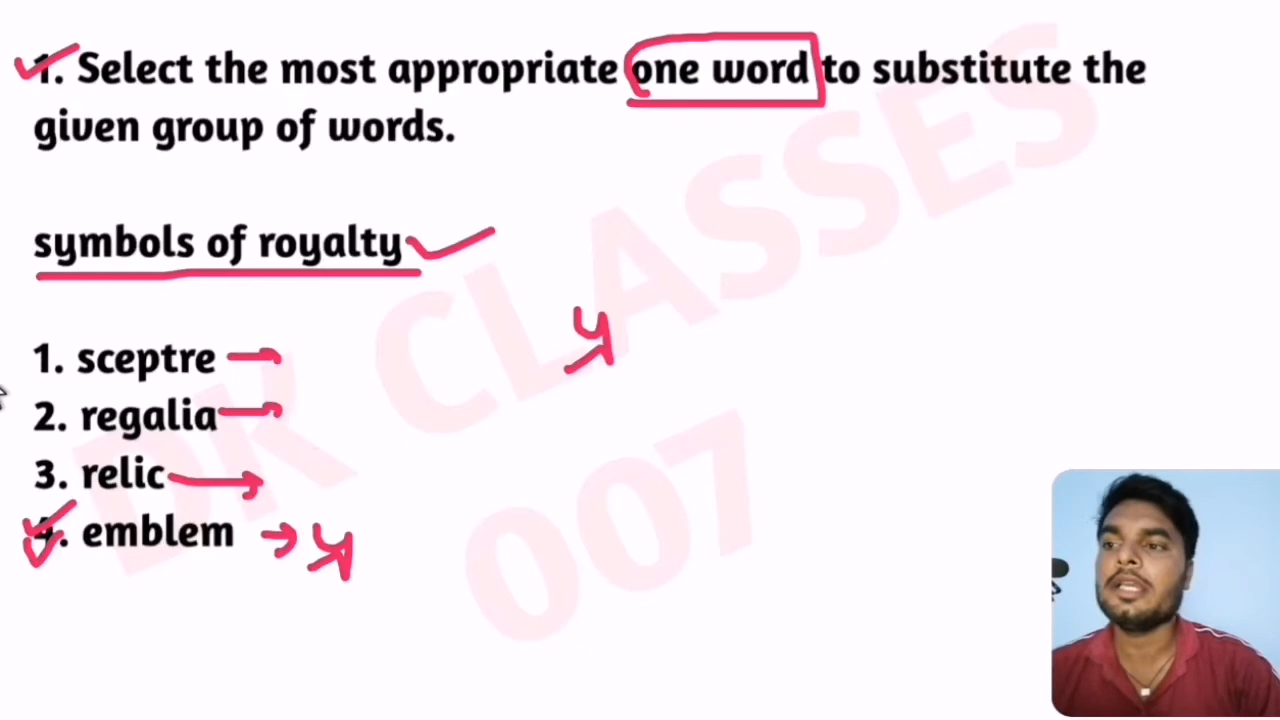 1. Select the most appropriate one word to substitute the
given group of words.
symbols of royalty
1. sceptre
2. regalia
3. relic
4. emblem
DR CLASSES
007